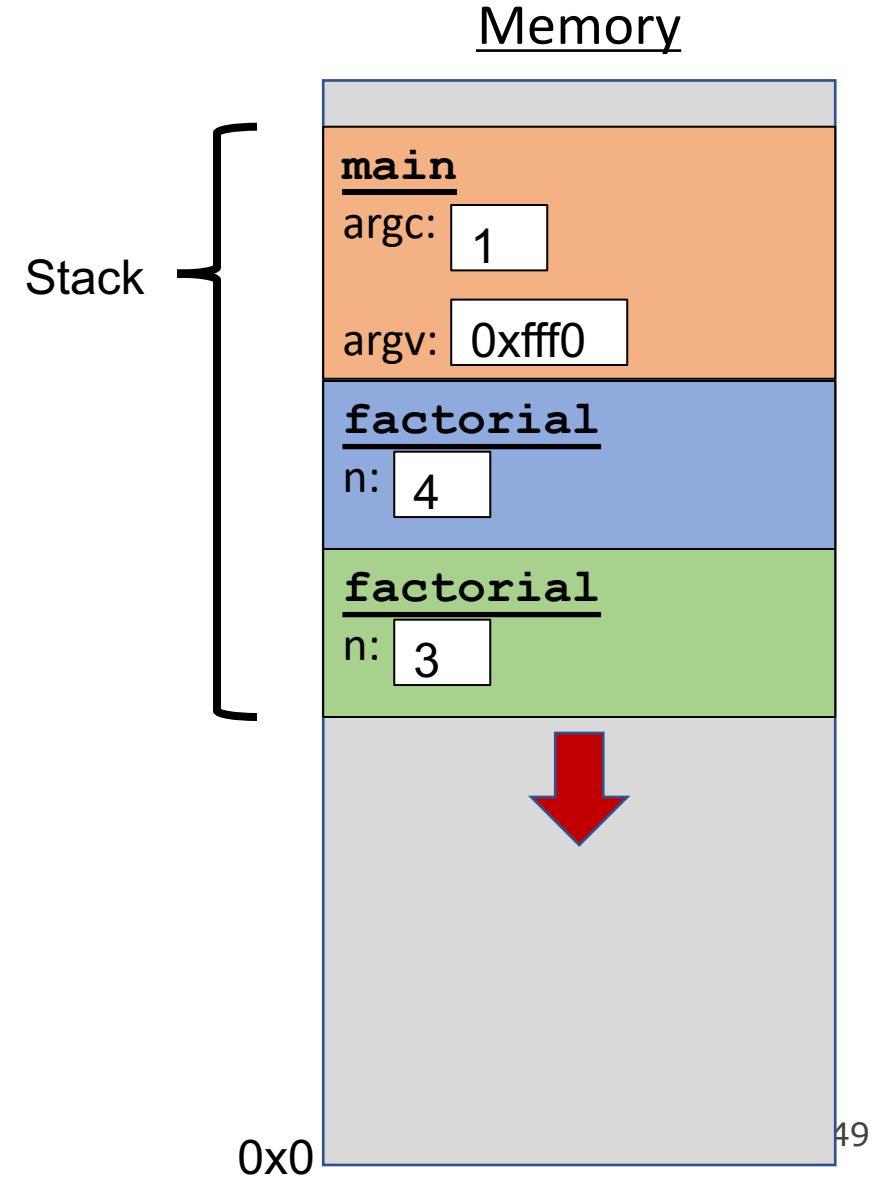 Memory
main
argc: 1
Stack
argv: 0xfff0
factorial
n: 4
factorial
n: 3
49
0x0